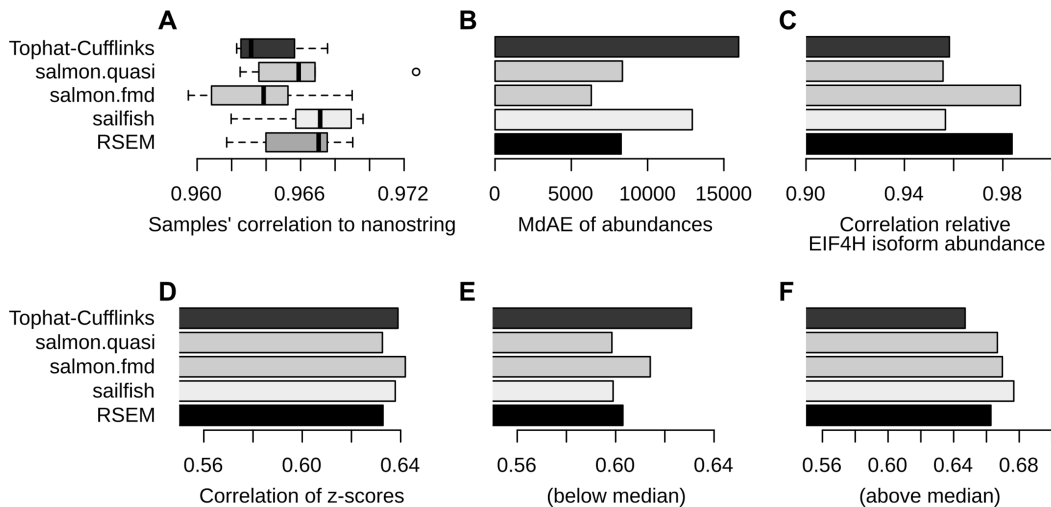 A
B
C
Tophat-Cufflinks
salmon.quasi
salmon.fmd
sailfish
RSEM
0.960 0.966 0.972
Samples' correlation to nanostring
0 5000 10000 15000
MdAE of abundances
0.90 0.94 0.98
Correlation relative
EIF4H isoform abundance
D
E
F
Tophat-Cufflinks
salmon.quasi
salmon.fmd
sailfish
RSEM
0.56 0.60 0.64
Correlation of z-scores
0.56 0.60 0.64
(below median)
0.56 0.60 0.64 0.68
(above median)